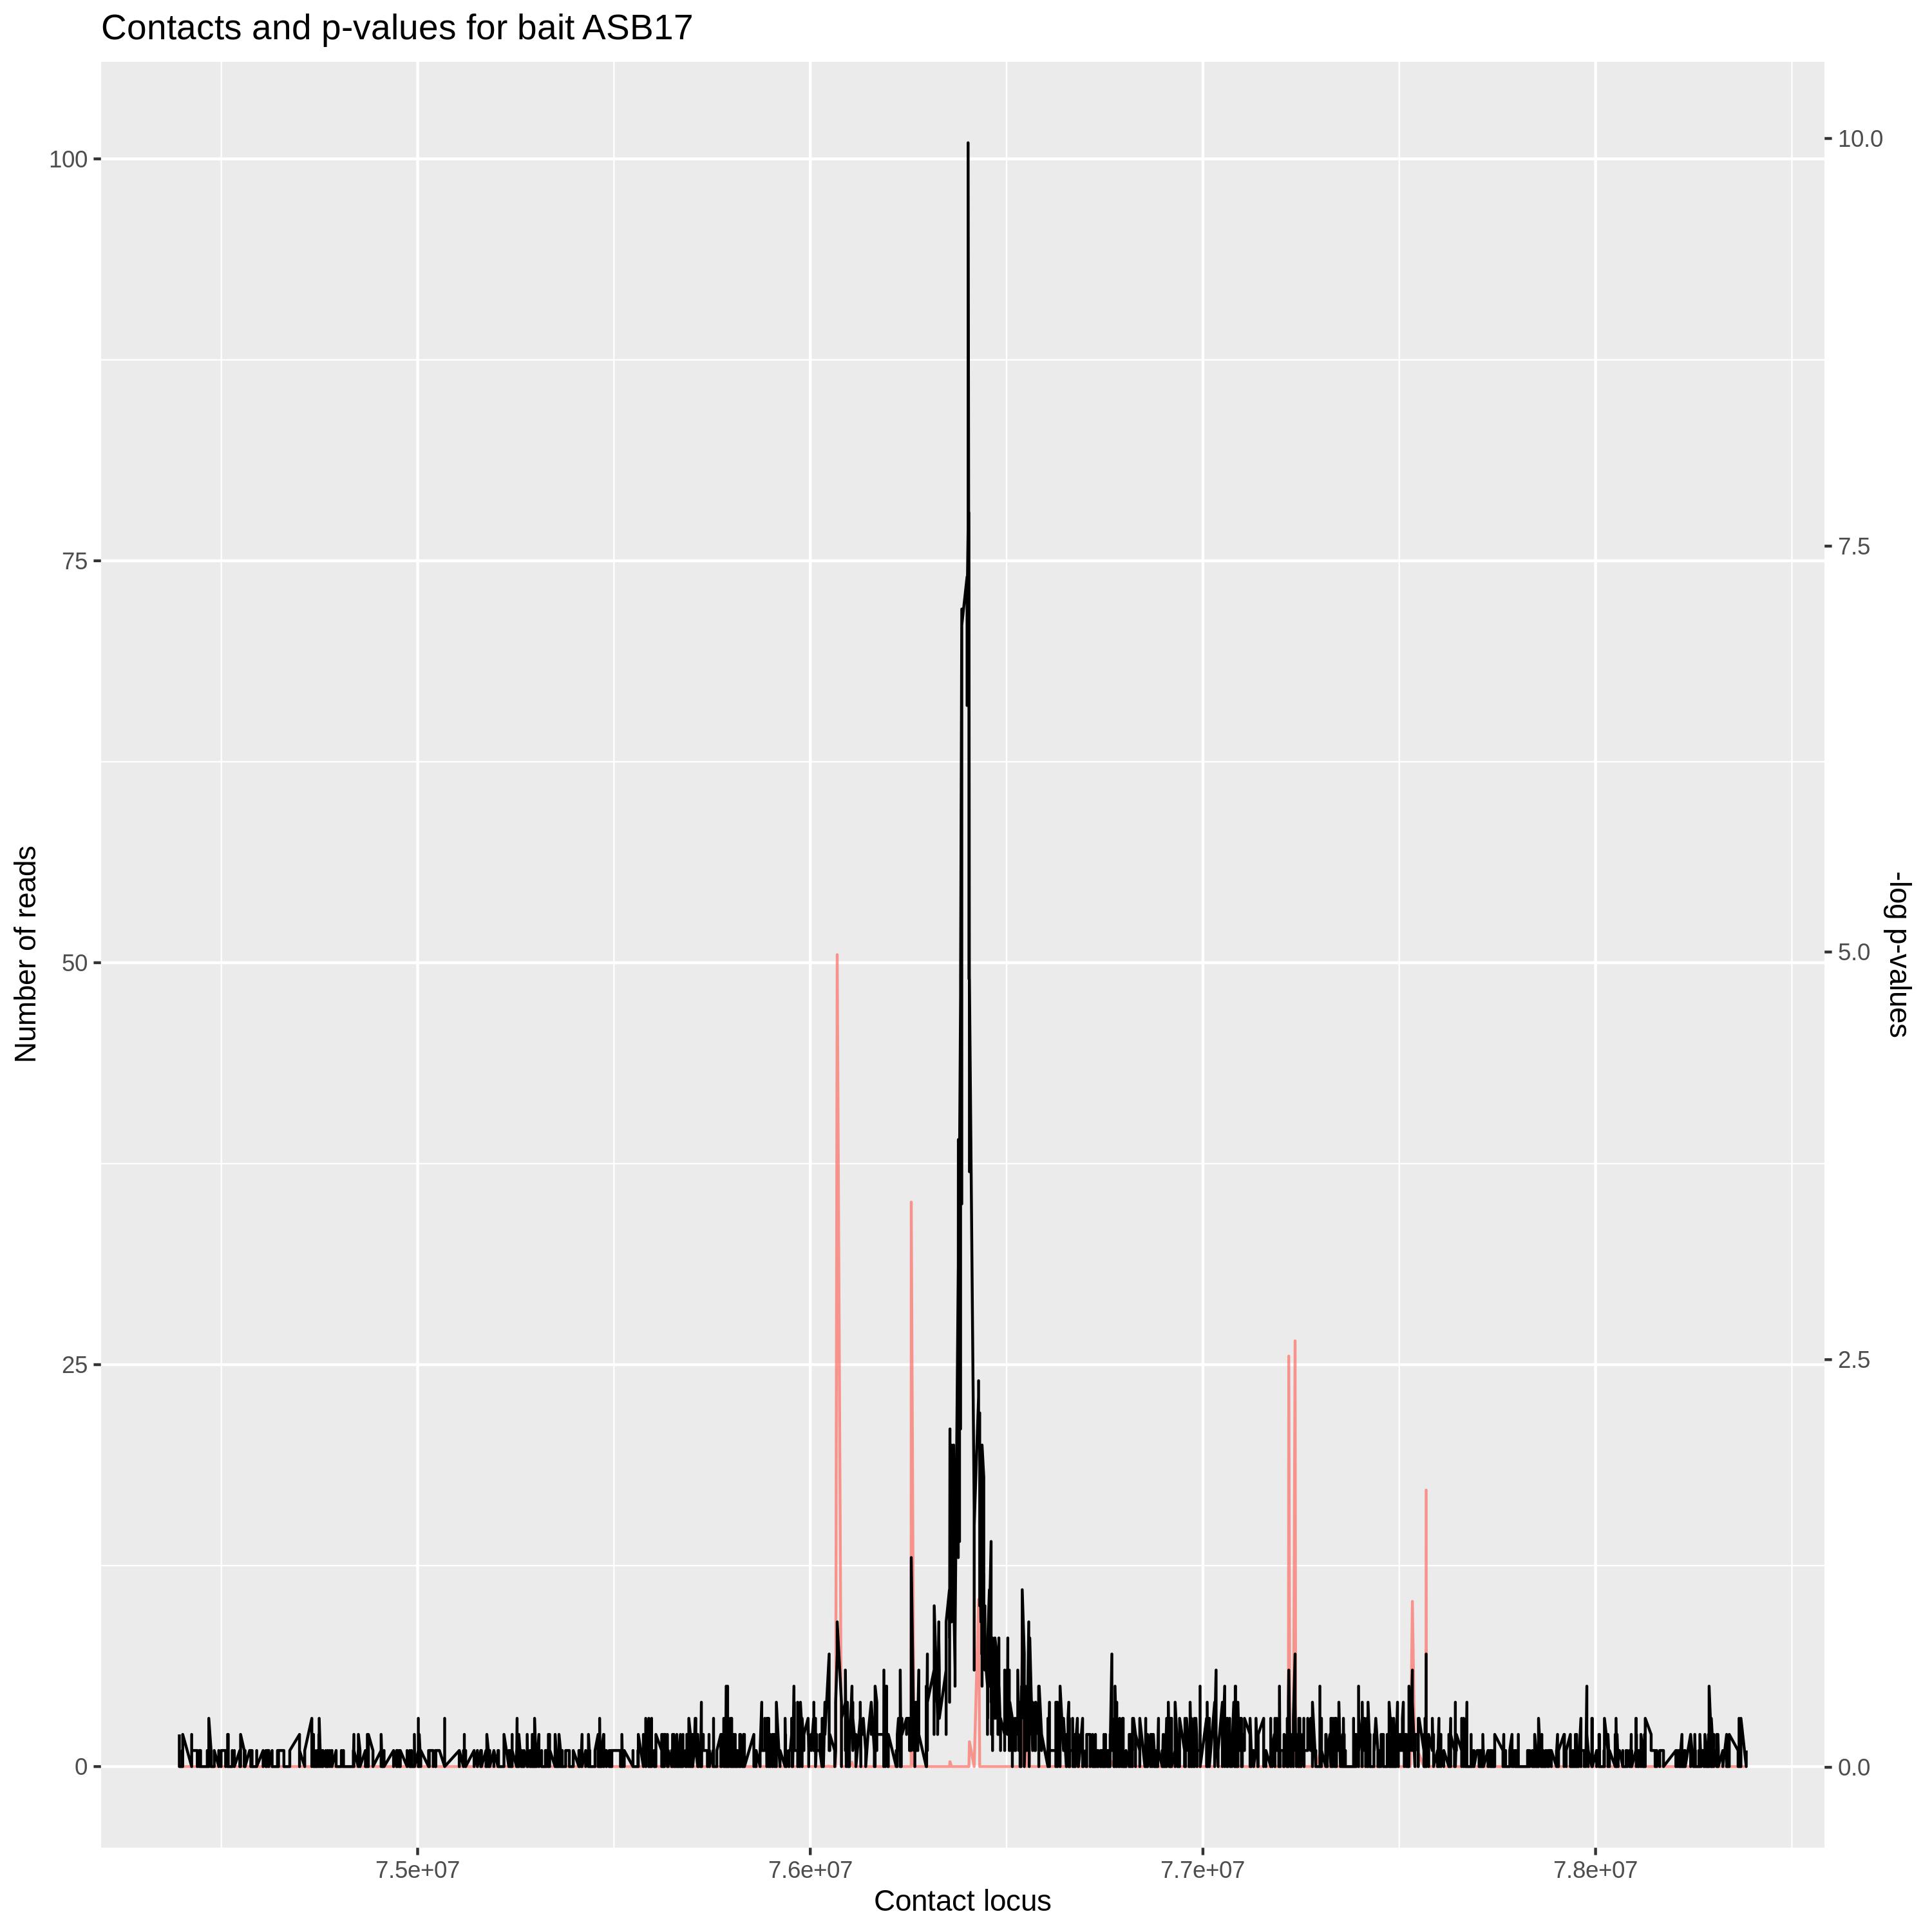 Contacts and p-values for bait ASB17
100
75
50
25
0
10.0
7.5
5.0
2.5
0.0
Number of reads
-log p-values
7.5e+07 7.6e+07 7.7e+07 7.8e+07
Contact locus